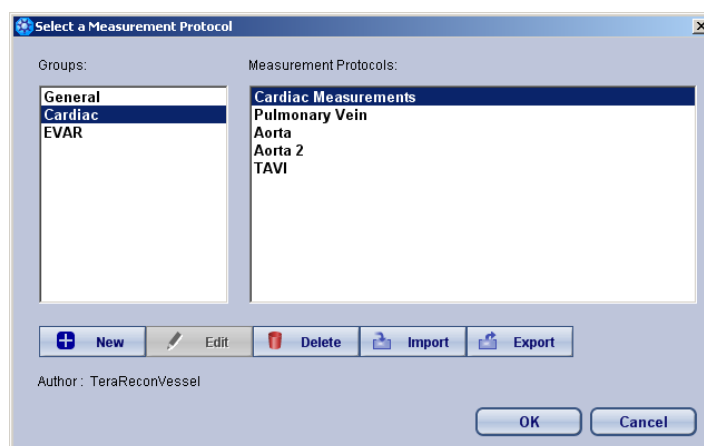 Select a Measurement Protocol
Groups:
Measurement Protocols:
General
Cardiac
EVAR
Cardiac Measurements
Pulmonary Vein
Aorta
Aorta 2
TAVI
New
Edit
Delete
Import
Export
Author : TeraReconVessel
OK
Cancel